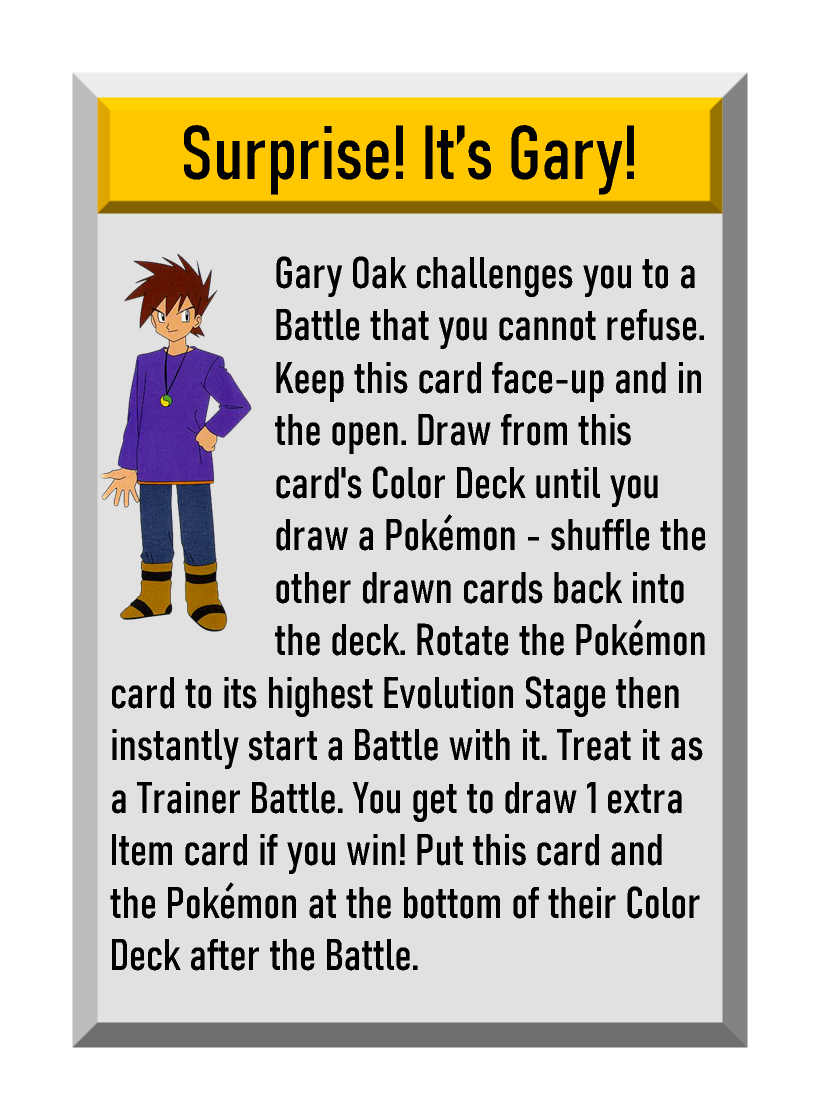 Surprise! It's Gary!
Gary Oak challenges you to a
Battle that you cannot refuse.
Keep this card face-up and in
the open. Draw from this
card's Color Deck until you
draw a Pokémon - shuffle the
other drawn cards back into
the deck. Rotate the Pokémon
card to its highest Evolution Stage then
instantly start a Battle with it. Treat it as
a Trainer Battle. You get to draw 1 extra
Item card if you win! Put this card and
the Pokémon at the bottom of their Color
Deck after the Battle.